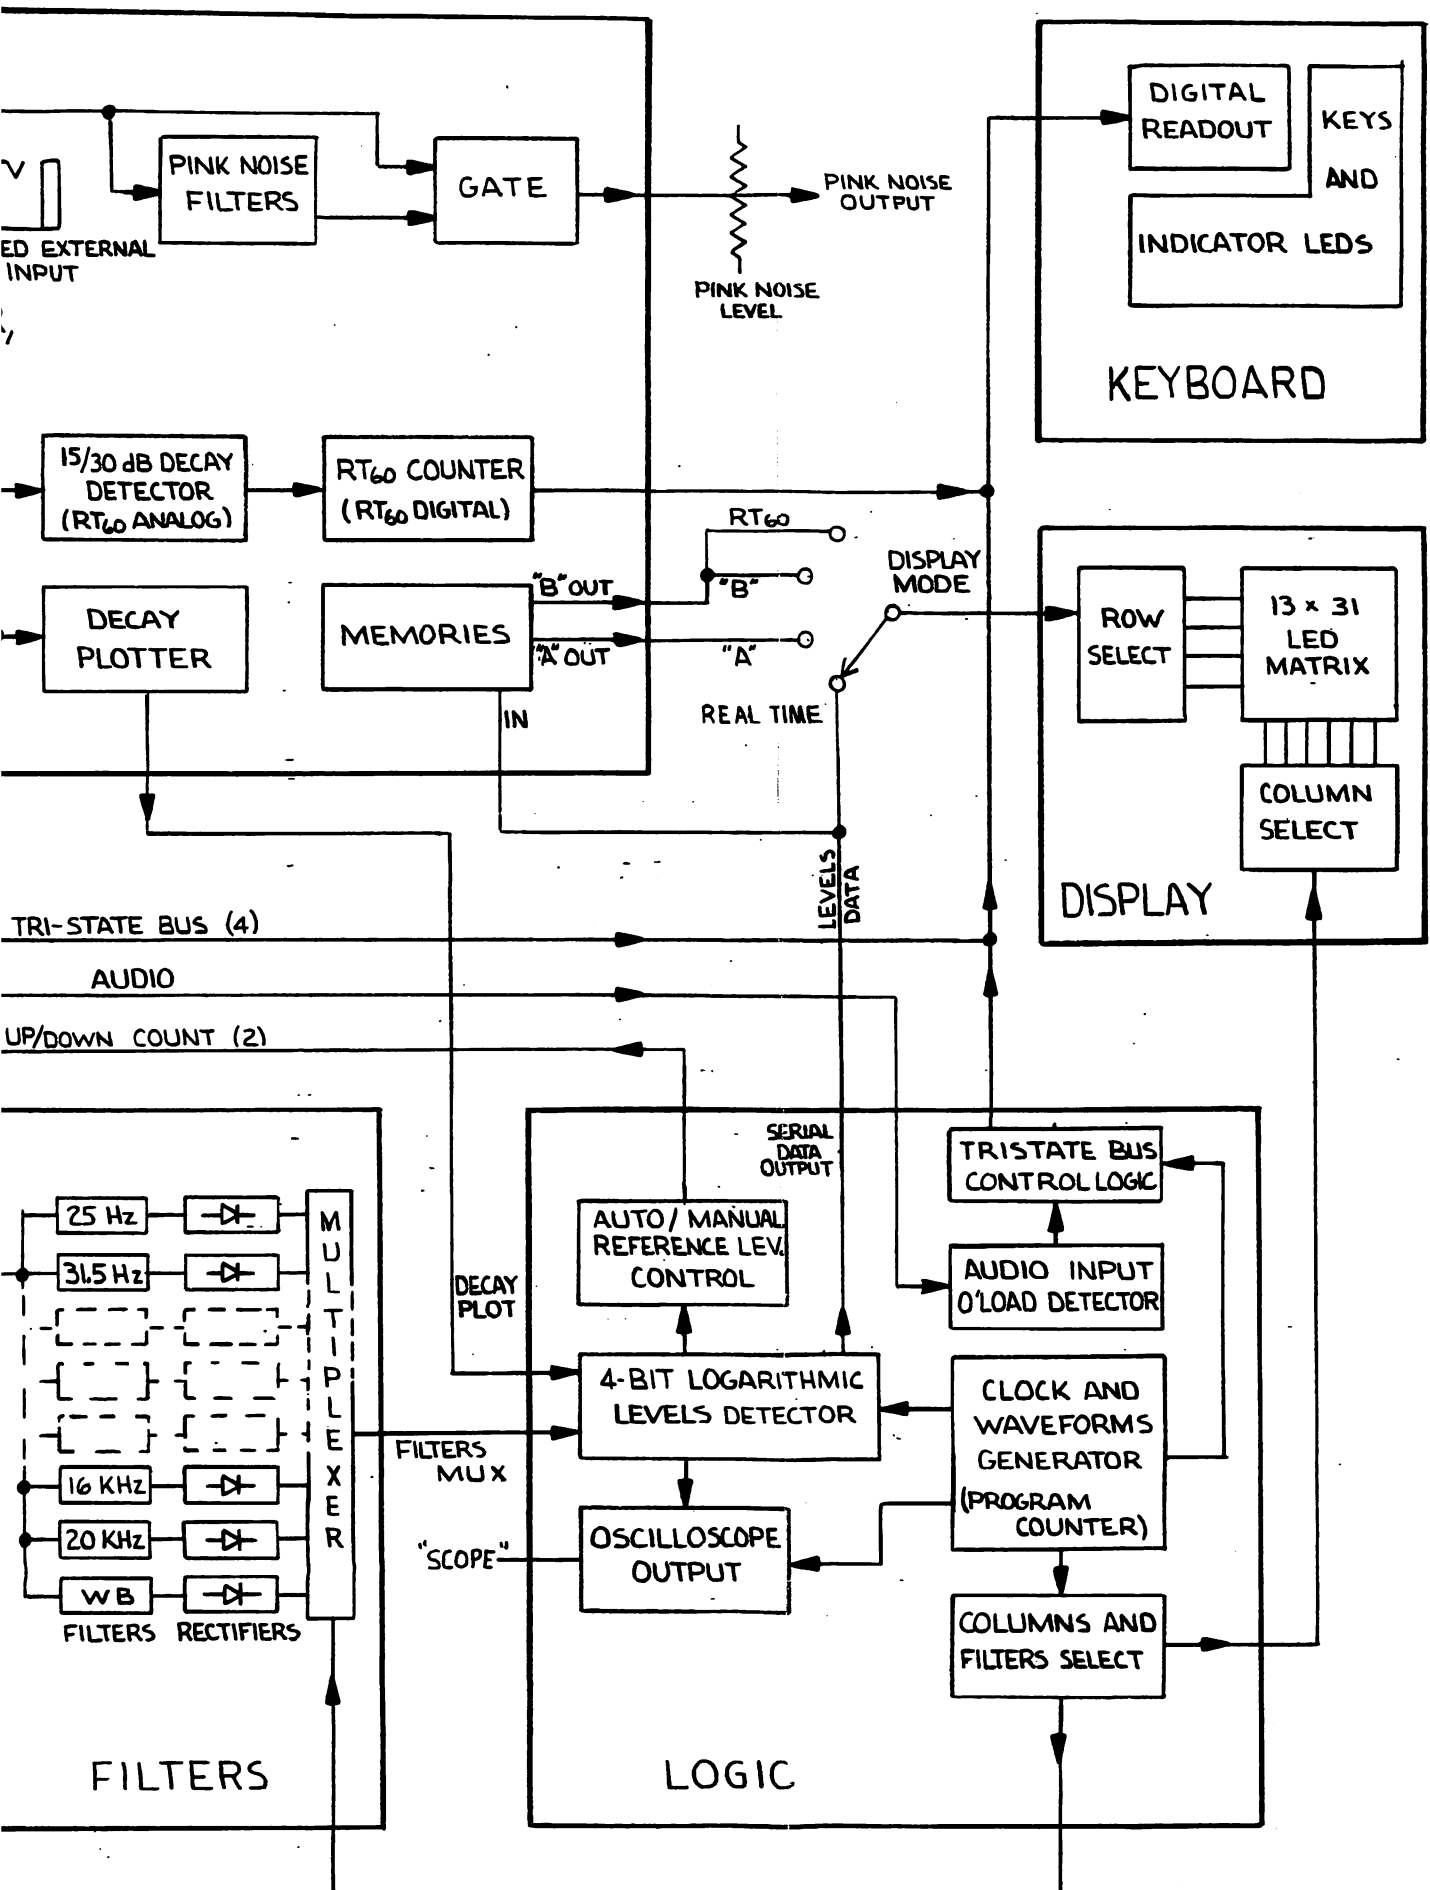 PINK NOISE
FILTERS
GATE
ED EXTERNAL
INPUT
PINK NOISE
OUTPUT
PINK NOISE
LEVEL
DIGITAL
READOUT
KEYS
AND
INDICATOR LEDS
KEYBOARD
15/30 dB DECAY
DETECTOR
(RT60 ANALOG)
RT60 COUNTER
(RT60 DIGITAL)
DECAY
PLOTTER
MEMORIES
"B" OUT
"A" OUT
IN
RT60
"B"
"A"
REAL TIME
DISPLAY
MODE
ROW
SELECT
13 x 31
LED
MATRIX
COLUMN
SELECT
DISPLAY
LEVELS
DATA
TRI-STATE BUS (4)
AUDIO
UP/DOWN COUNT (2)
25 Hz
31.5 Hz
16 KHz
20 KHz
WB
FILTERS RECTIFIERS
MULTIPLEXER
FILTERS
DECAY
PLOT
FILTERS
MUX
"SCOPE"
SERIAL
DATA
OUTPUT
AUTO/MANUAL
REFERENCE LEV.
CONTROL
4-BIT LOGARITHMIC
LEVELS DETECTOR
OSCILLOSCOPE
OUTPUT
TRISTATE BUS
CONTROL LOGIC
AUDIO INPUT
O'LOAD DETECTOR
CLOCK AND
WAVEFORMS
GENERATOR
(PROGRAM
COUNTER)
COLUMNS AND
FILTERS SELECT
LOGIC